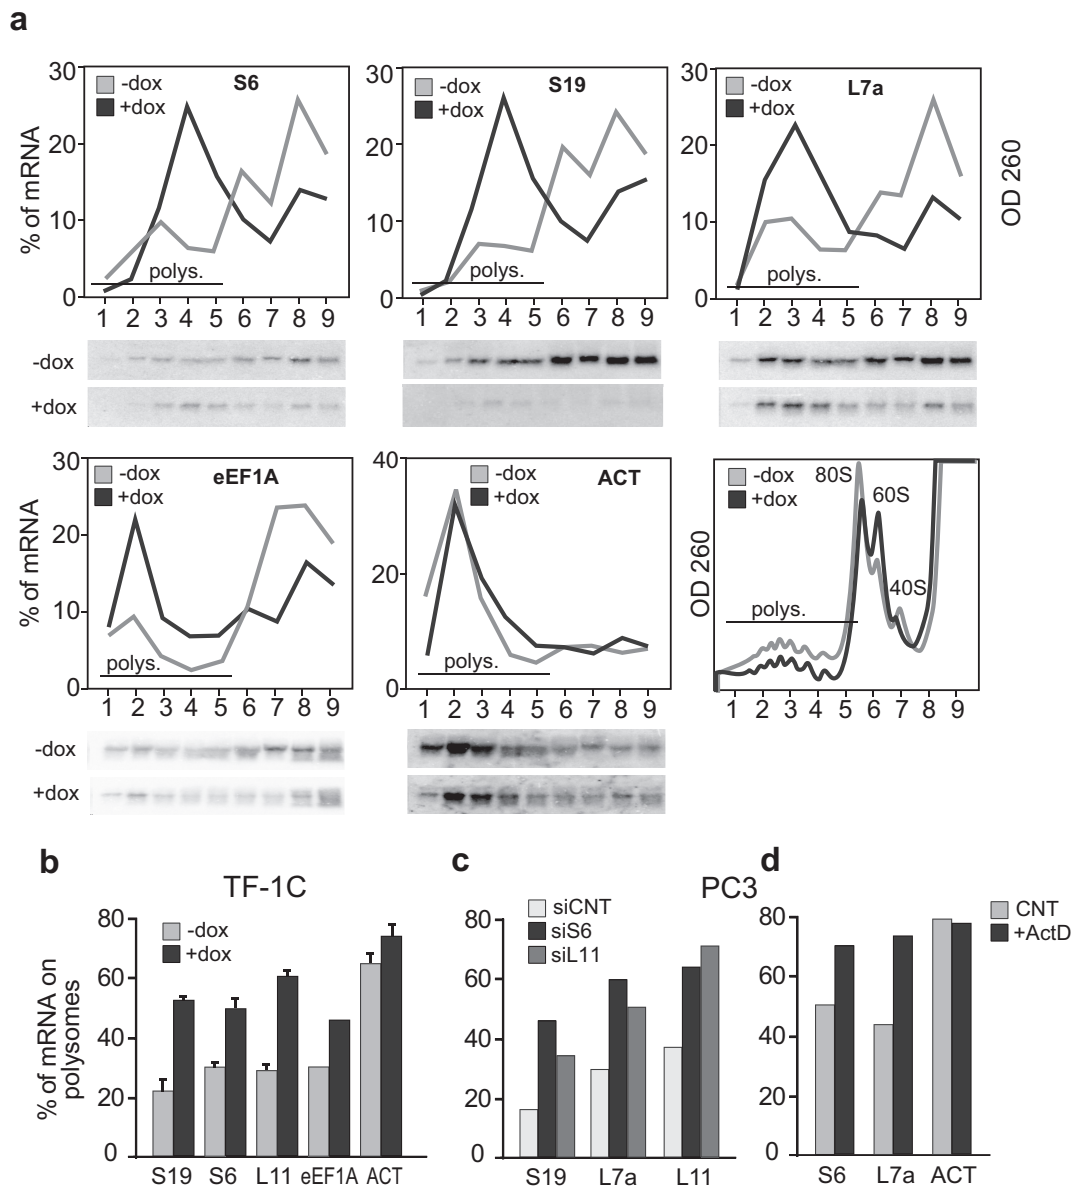 a
S6
-dox
+dox
% of mRNA
30
20
10
0
polys.
1 2 3 4 5 6 7 8 9
S19
-dox
+dox
30
20
10
0
polys.
1 2 3 4 5 6 7 8 9
L7a
-dox
+dox
30
20
10
0
polys.
1 2 3 4 5 6 7 8 9
OD 260
-dox
+dox
eEF1A
-dox
+dox
% of mRNA
30
20
10
0
polys.
1 2 3 4 5 6 7 8 9
ACT
-dox
+dox
40
20
0
polys.
1 2 3 4 5 6 7 8 9
-dox
+dox
80S
60S
40S
OD 260
polys.
1 2 3 4 5 6 7 8 9
-dox
+dox
b
TF-1C
-dox
+dox
% of mRNA on
polysomes
80
60
40
20
0
S19 S6 L11 eEF1A ACT
c
PC3
siCNT
siS6
siL11
80
60
40
20
0
S19 L7a L11
d
CNT
+ActD
80
60
40
20
0
S6 L7a ACT